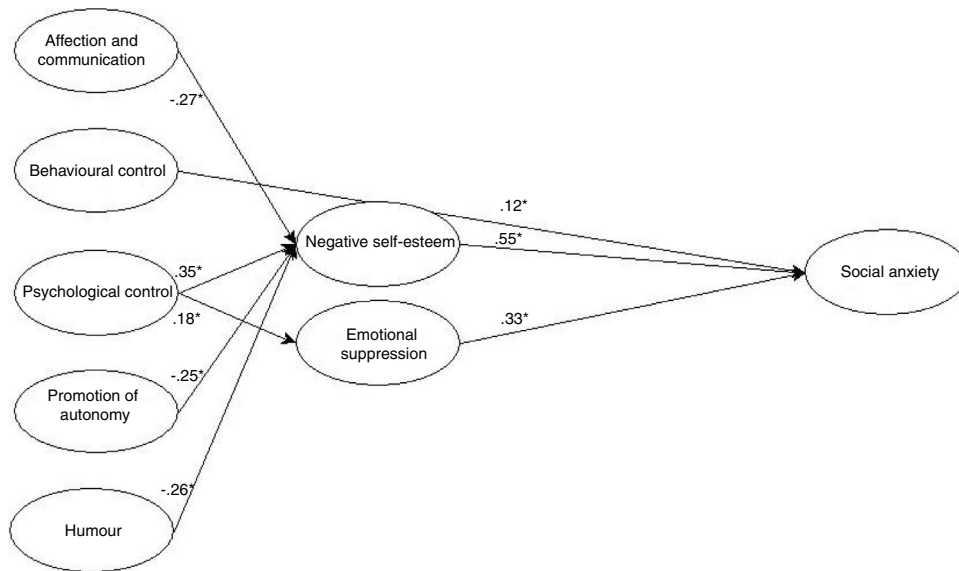 Affection and
communication
-.27*
Behavioural control
.12*
Negative self-esteem
.55*
Social anxiety
.35*
Psychological control
.18*
Emotional
suppression
.33*
-.25*
Promotion of
autonomy
-.26*
Humour